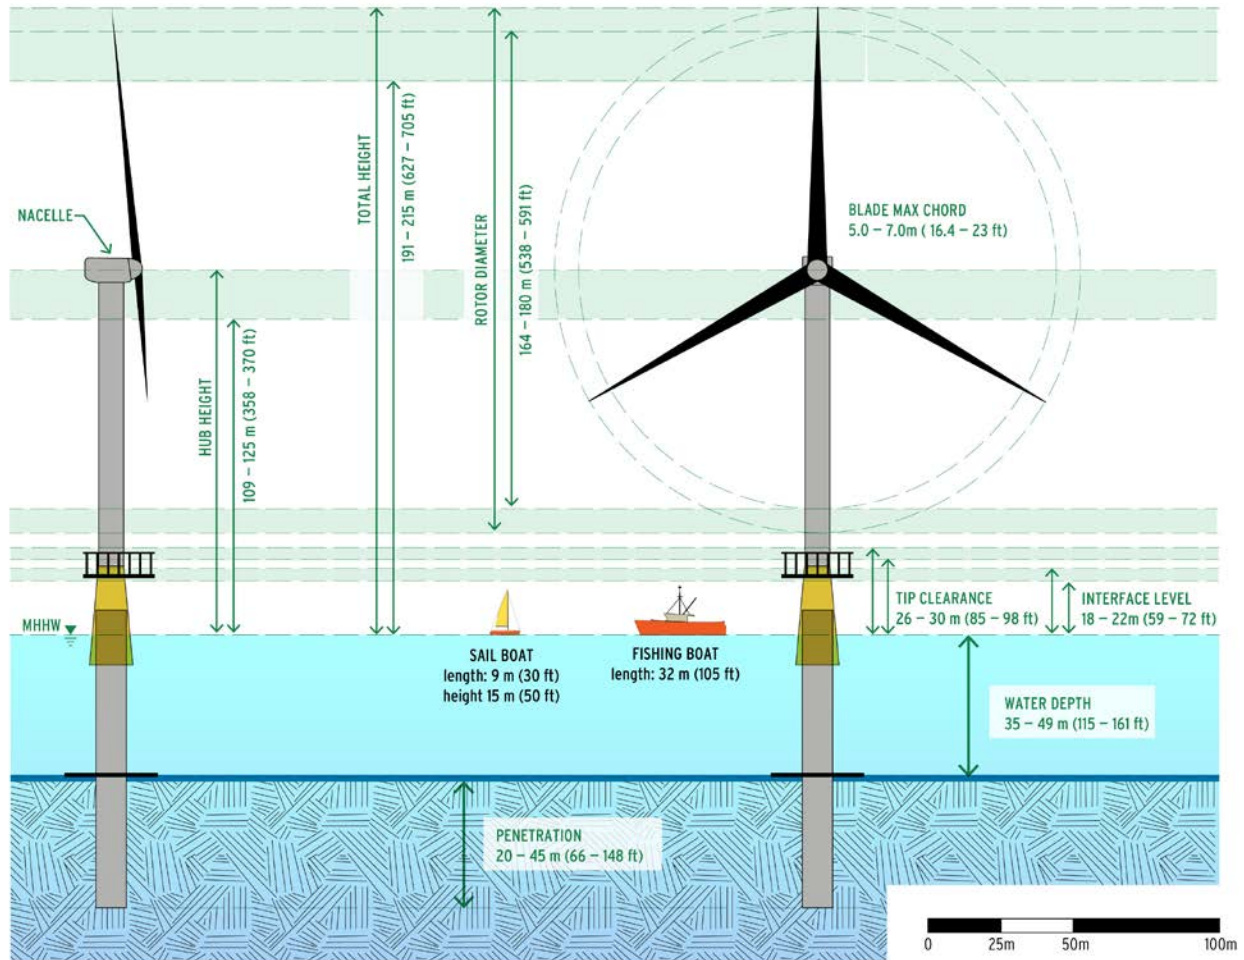 NACELLE
HUB HEIGHT
109 – 125 m (358 – 370 ft)
TOTAL HEIGHT
191 – 215 m (627 – 705 ft)
ROTOR DIAMETER
164 – 180 m (538 – 591 ft)
BLADE MAX CHORD
5.0 – 7.0m ( 16.4 – 23 ft)
TIP CLEARANCE
26 – 30 m (85 – 98 ft)
INTERFACE LEVEL
18 – 22m (59 – 72 ft)
MHHW
SAIL BOAT
length: 9 m (30 ft)
height 15 m (50 ft)
FISHING BOAT
length: 32 m (105 ft)
WATER DEPTH
35 – 49 m (115 – 161 ft)
PENETRATION
20 – 45 m (66 – 148 ft)
0 25m 50m 100m